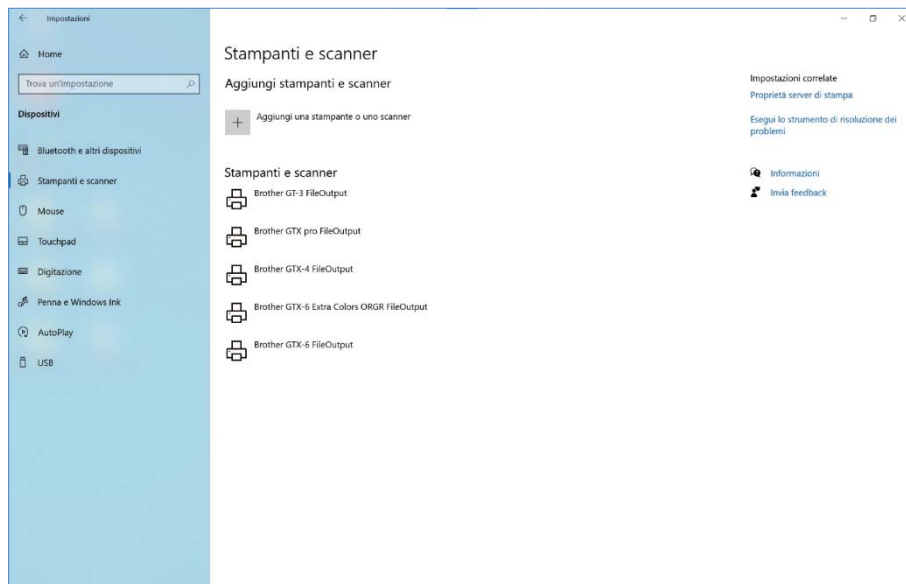 Impostazioni
Home
Trova un'impostazione
Dispositivi
Bluetooth e altri dispositivi
Stampanti e scanner
Mouse
Touchpad
Digitazione
Penna e Windows Ink
AutoPlay
USB
Stampanti e scanner
Aggiungi stampanti e scanner
Aggiungi una stampante o uno scanner
Stampanti e scanner
Brother GT-3 FileOutput
Brother GTX pro FileOutput
Brother GTX-4 FileOutput
Brother GTX-6 Extra Colors ORGR FileOutput
Brother GTX-6 FileOutput
Impostazioni correlate
Proprietà server di stampa
Esegui lo strumento di risoluzione dei
problemi
Informazioni
Invia feedback